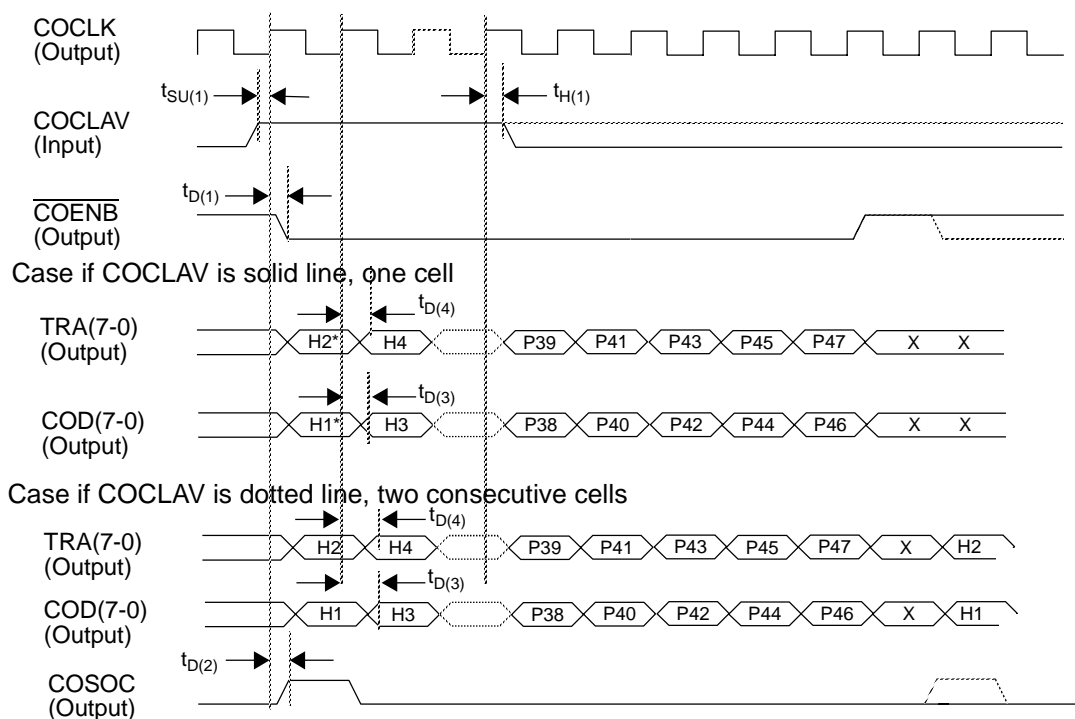 COCLK
(Output)
tSU(1)
tH(1)
COCLAV
(Input)
tD(1)
COENB
(Output)
Case if COCLAV is solid line, one cell
tD(4)
TRA(7-0)
(Output)
H2* H4 P39 P41 P43 P45 P47 X X
tD(3)
COD(7-0)
(Output)
H1* H3 P38 P40 P42 P44 P46 X X
Case if COCLAV is dotted line, two consecutive cells
tD(4)
TRA(7-0)
(Output)
H2 H4 P39 P41 P43 P45 P47 X H2
tD(3)
COD(7-0)
(Output)
H1 H3 P38 P40 P42 P44 P46 X H1
tD(2)
COSOC
(Output)